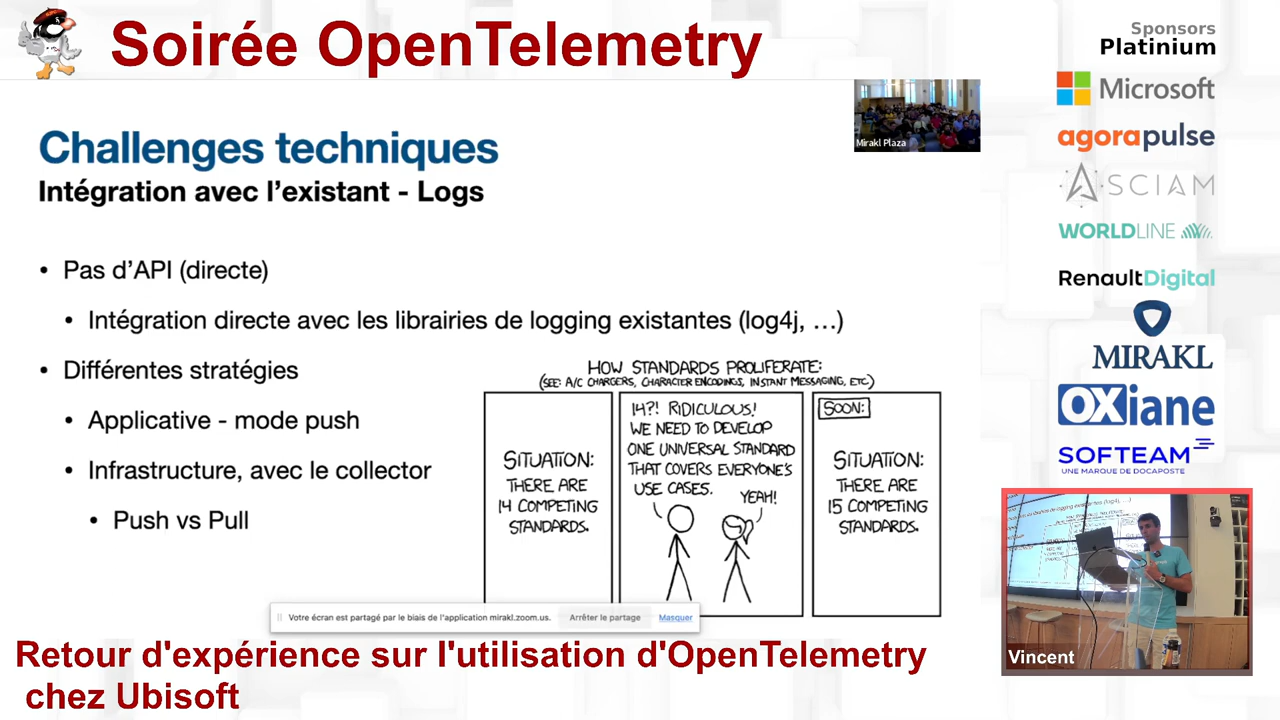 Soirée OpenTelemetry
Sponsors
Platinium
Microsoft
agorapulse
ASCIAM
WORLDLINE
RenaultDigital
MIRAKL
OXiane
SOFTEAM
UNE MARQUE DE DOCAPOSTE
Mirakl Plaza
Challenges techniques
Intégration avec l'existant - Logs
• Pas d'API (directe)
• Intégration directe avec les librairies de logging existantes (log4j, …)
• Différentes stratégies
• Applicative - mode push
• Infrastructure, avec le collector
• Push vs Pull
HOW STANDARDS PROLIFERATE:
(SEE: A/C CHARGERS, CHARACTER ENCODINGS, INSTANT MESSAGING, ETC.)
SITUATION:
THERE ARE
14 COMPETING
STANDARDS.
14?! RIDICULOUS!
WE NEED TO DEVELOP
ONE UNIVERSAL STANDARD
THAT COVERS EVERYONE'S
USE CASES.
YEAH!
SOON:
SITUATION:
THERE ARE
15 COMPETING
STANDARDS.
Votre écran est partagé par le biais de l'application mirakl.zoom.us.
Arrêter le partage
Masquer
Vincent
Retour d'expérience sur l'utilisation d'OpenTelemetry
chez Ubisoft